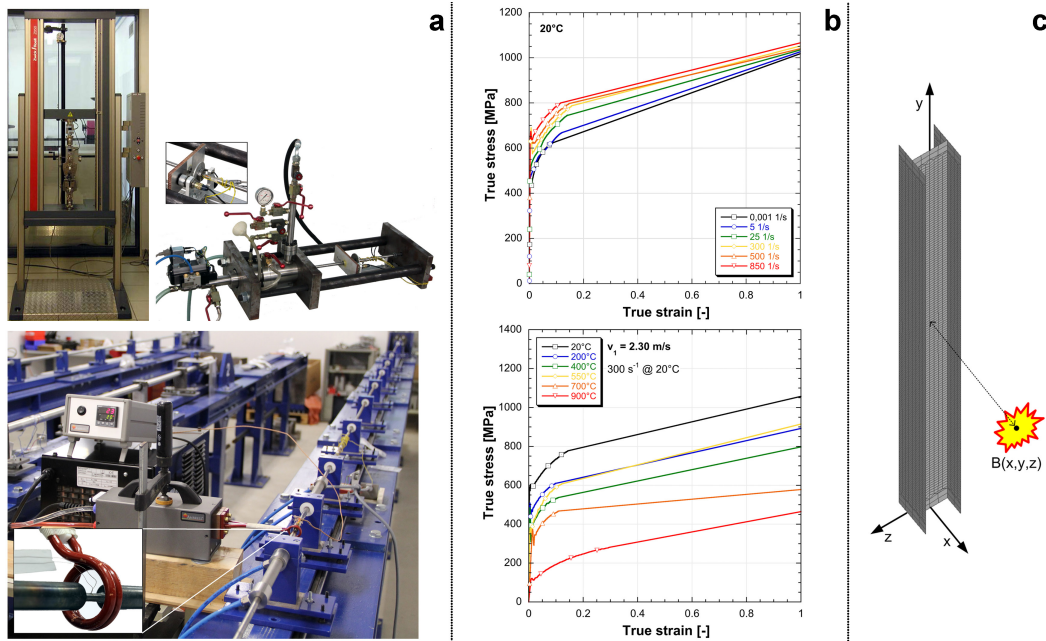 a
b
c
20°C
True stress [MPa]
1200
1000
800
600
400
200
0
0,001 1/s
5 1/s
25 1/s
300 1/s
500 1/s
850 1/s
0
0.2
0.4
0.6
0.8
1
True strain [-]
True stress [MPa]
1400
1200
1000
800
600
400
200
0
20°C
200°C
400°C
550°C
700°C
900°C
v₁ = 2.30 m/s
300 s⁻¹ @ 20°C
0
0.2
0.4
0.6
0.8
1
True strain [-]
y
B(x,y,z)
z
x